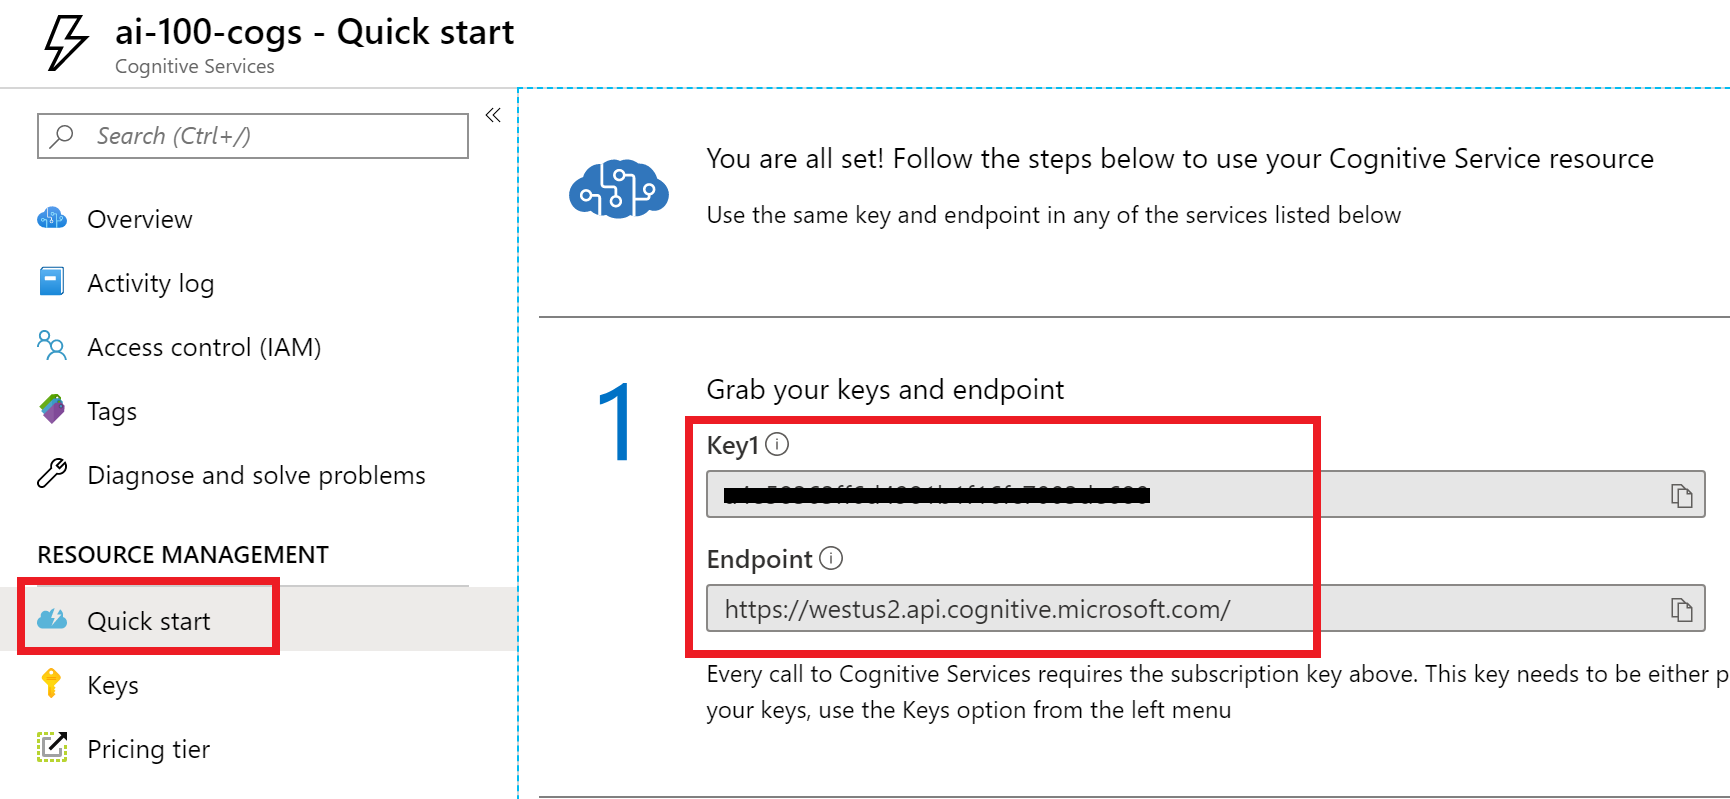 ai-100-cogs - Quick start
Cognitive Services
Search (Ctrl+/)
Overview
Activity log
Access control (IAM)
Tags
Diagnose and solve problems
RESOURCE MANAGEMENT
Quick start
Keys
Pricing tier
You are all set! Follow the steps below to use your Cognitive Service resource
Use the same key and endpoint in any of the services listed below
1
Grab your keys and endpoint
Key1
Endpoint
https://westus2.api.cognitive.microsoft.com/
Every call to Cognitive Services requires the subscription key above. This key needs to be either p
your keys, use the Keys option from the left menu